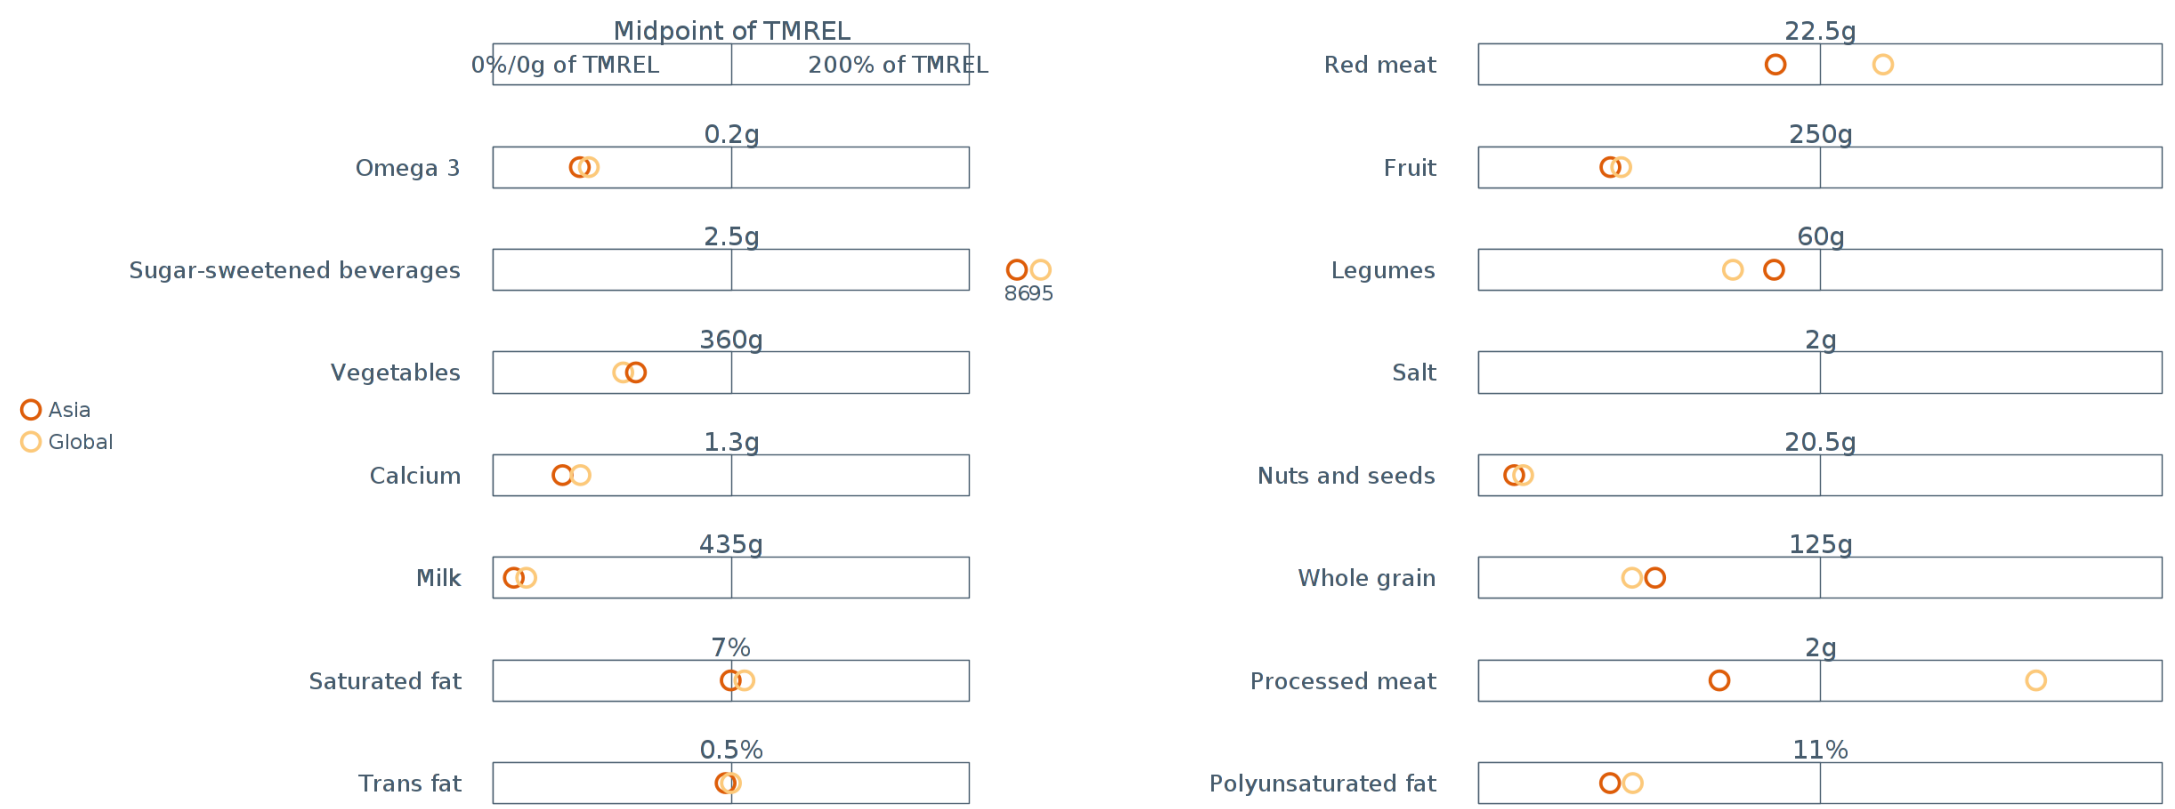 Midpoint of TMREL
0%/0g of TMREL
200% of TMREL
Omega 3
0.2g
Sugar-sweetened beverages
2.5g
86
95
Vegetables
360g
Calcium
1.3g
Milk
435g
Saturated fat
7%
Trans fat
0.5%
Asia
Global
Red meat
22.5g
Fruit
250g
Legumes
60g
Salt
2g
Nuts and seeds
20.5g
Whole grain
125g
Processed meat
2g
Polyunsaturated fat
11%